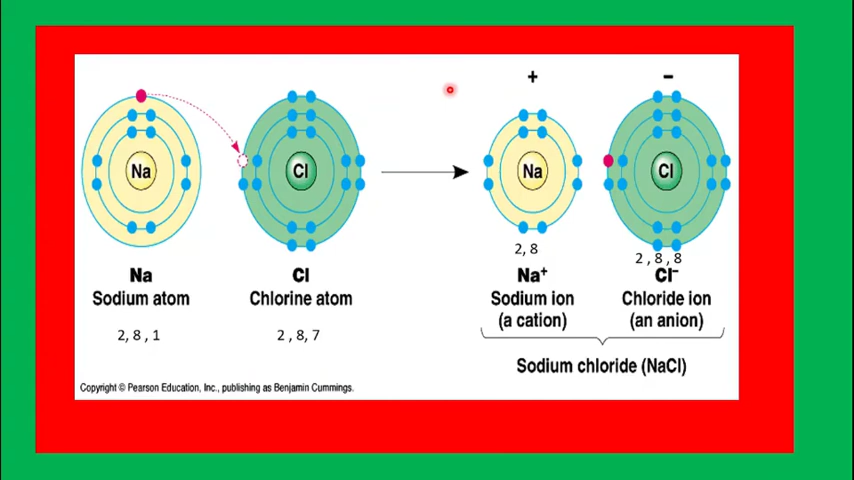 +
−
Na
Cl
Na
Cl
2, 8
2 , 8 , 8
Na
Sodium atom
Cl
Chlorine atom
Na+
Sodium ion
(a cation)
Cl−
Chloride ion
(an anion)
2, 8 , 1
2 , 8, 7
Sodium chloride (NaCl)
Copyright © Pearson Education, Inc., publishing as Benjamin Cummings.